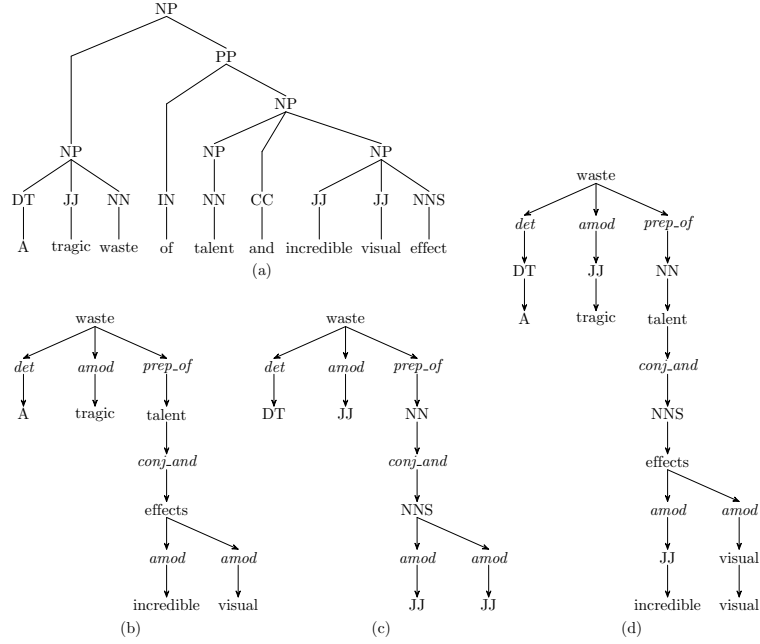 NP
PP
NP
NP NP NP
DT JJ NN IN NN CC JJ JJ NNS
A tragic waste of talent and incredible visual effect
(a)
waste
det amod prep_of
A tragic talent
conj_and
effects
amod amod
incredible visual
(b)
waste
det amod prep_of
DT JJ NN
conj_and
NNS
amod amod
JJ JJ
(c)
waste
det amod prep_of
DT JJ NN
A tragic talent
conj_and
NNS
effects
amod amod
JJ visual
incredible visual
(d)